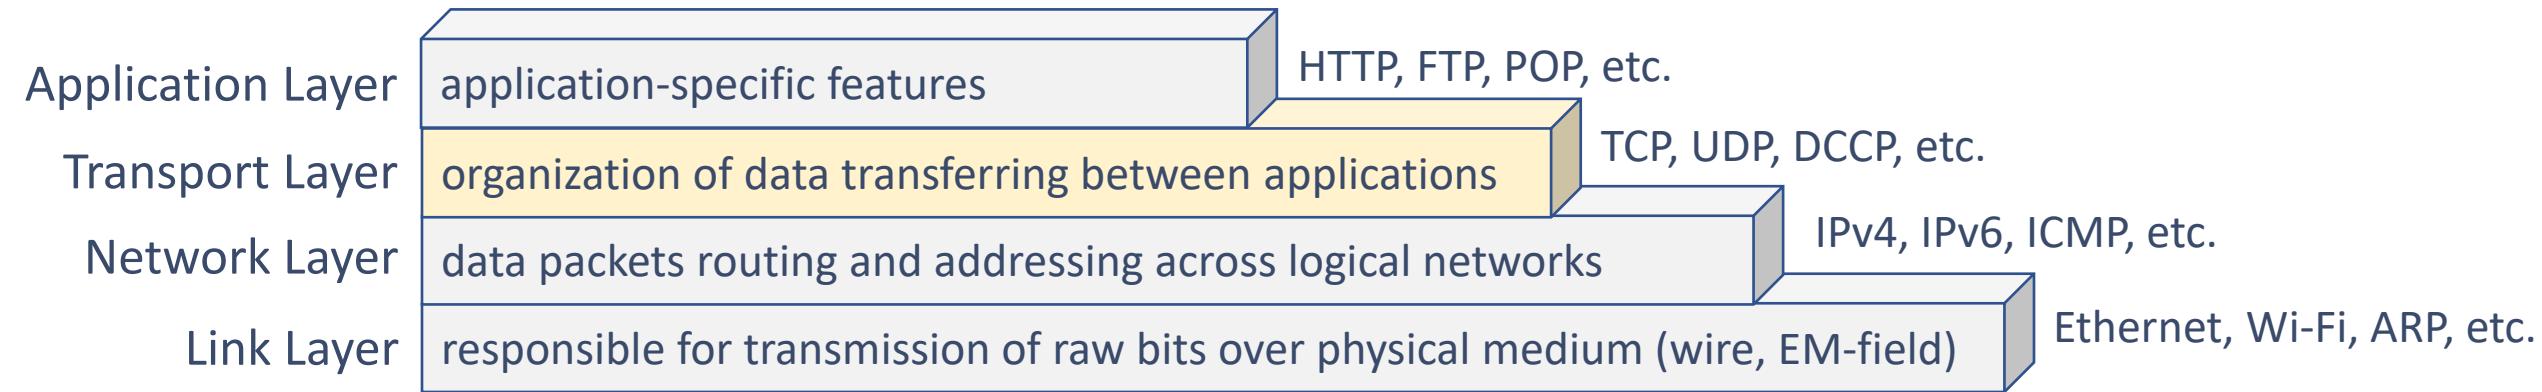 Application Layer
application-specific features
HTTP, FTP, POP, etc.
Transport Layer
organization of data transferring between applications
TCP, UDP, DCCP, etc.
Network Layer
data packets routing and addressing across logical networks
IPv4, IPv6, ICMP, etc.
Link Layer
responsible for transmission of raw bits over physical medium (wire, EM-field)
Ethernet, Wi-Fi, ARP, etc.